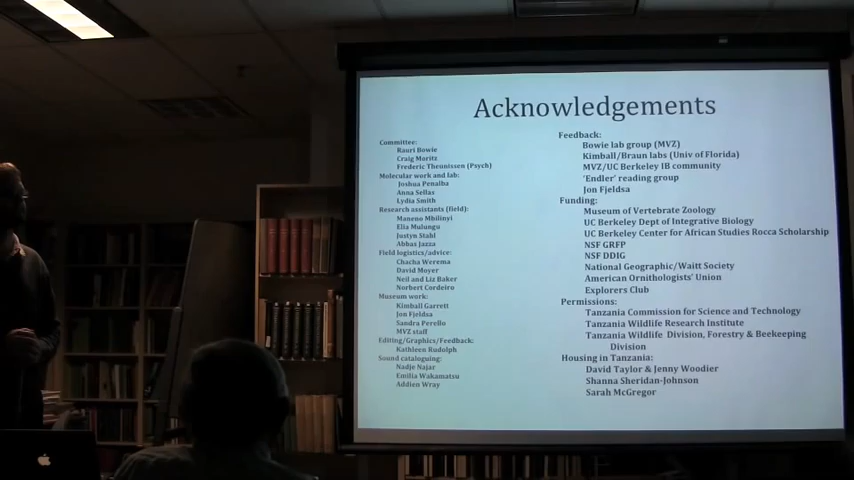 Acknowledgements
Committee:
Rauri Bowie
Craig Moritz
Frederic Theunissen (Psych)
Molecular work and lab:
Joshua Penalba
Anna Sellas
Lydia Smith
Research assistants (field):
Maneno Mbilinyi
Elia Mulungu
Justyn Stahl
Abbas Jazza
Field logistics/advice:
Chacha Werema
David Moyer
Neil and Liz Baker
Norbert Cordeiro
Museum work:
Kimball Garrett
Jon Fjeldsa
Sandra Perello
MVZ staff
Editing/Graphics/Feedback:
Kathleen Rudolph
Sound cataloguing:
Nadje Najar
Emilia Wakamatsu
Addien Wray
Feedback:
Bowie lab group (MVZ)
Kimball/Braun labs (Univ of Florida)
MVZ/UC Berkeley IB community
'Endler' reading group
Jon Fjeldsa
Funding:
Museum of Vertebrate Zoology
UC Berkeley Dept of Integrative Biology
UC Berkeley Center for African Studies Rocca Scholarship
NSF GRFP
NSF DDIG
National Geographic/Waitt Society
American Ornithologists' Union
Explorers Club
Permissions:
Tanzania Commission for Science and Technology
Tanzania Wildlife Research Institute
Tanzania Wildlife Division, Forestry & Beekeeping
Division
Housing in Tanzania:
David Taylor & Jenny Woodier
Shanna Sheridan-Johnson
Sarah McGregor